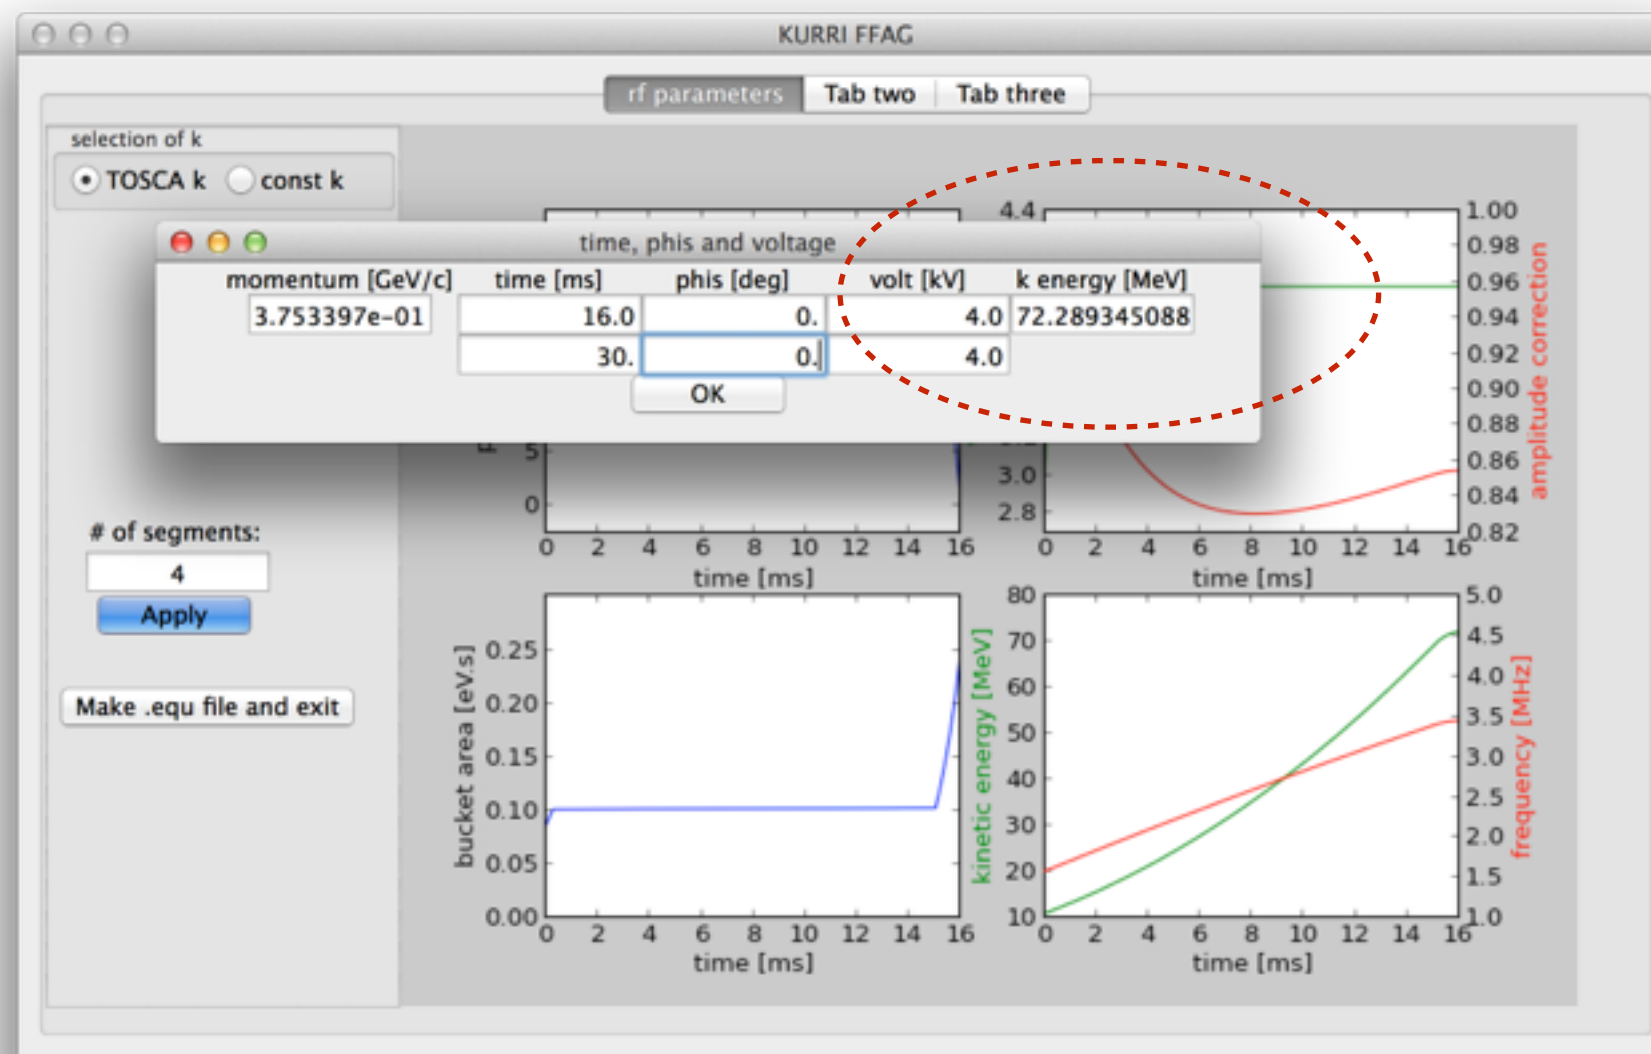 KURRI FFAG
rf parameters Tab two Tab three
selection of k
TOSCA k const k
time, phis and voltage
momentum [GeV/c] time [ms] phis [deg] volt [kV] k energy [MeV]
3.753397e-01 16.0 0. 4.0 72.289345088
30. 0. 4.0
OK
# of segments:
4
Apply
Make .equ file and exit
5
0
0 2 4 6 8 10 12 14 16
time [ms]
4.4
3.0
2.8
1.00
0.98
0.96
0.94
0.92
0.90
0.88
0.86
0.84
0.82
amplitude correction
0 2 4 6 8 10 12 14 16
time [ms]
bucket area [eV.s]
0.25
0.20
0.15
0.10
0.05
0.00
0 2 4 6 8 10 12 14 16
time [ms]
kinetic energy [MeV]
80
70
60
50
40
30
20
10
5.0
4.5
4.0
3.5
3.0
2.5
2.0
1.5
1.0
frequency [MHz]
0 2 4 6 8 10 12 14 16
time [ms]